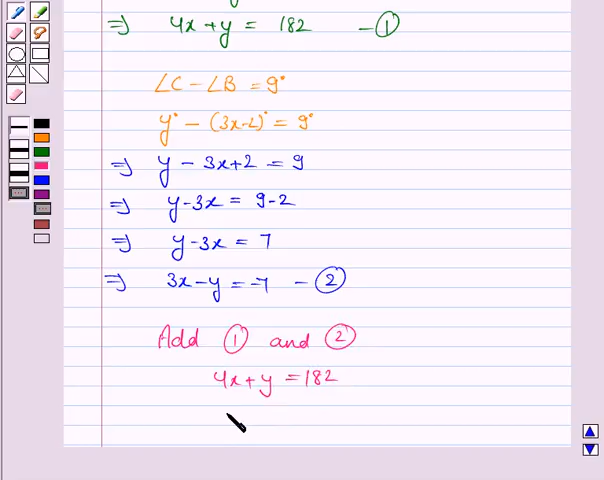 ⇒ 4x+y = 182 - ①
∠C - ∠B = 9°
y° - (3x-2)° = 9°
⇒ y - 3x+2 = 9
⇒ y-3x = 9-2
⇒ y-3x = 7
⇒ 3x-y = -7 - ②
Add ① and ②
4x+y = 182